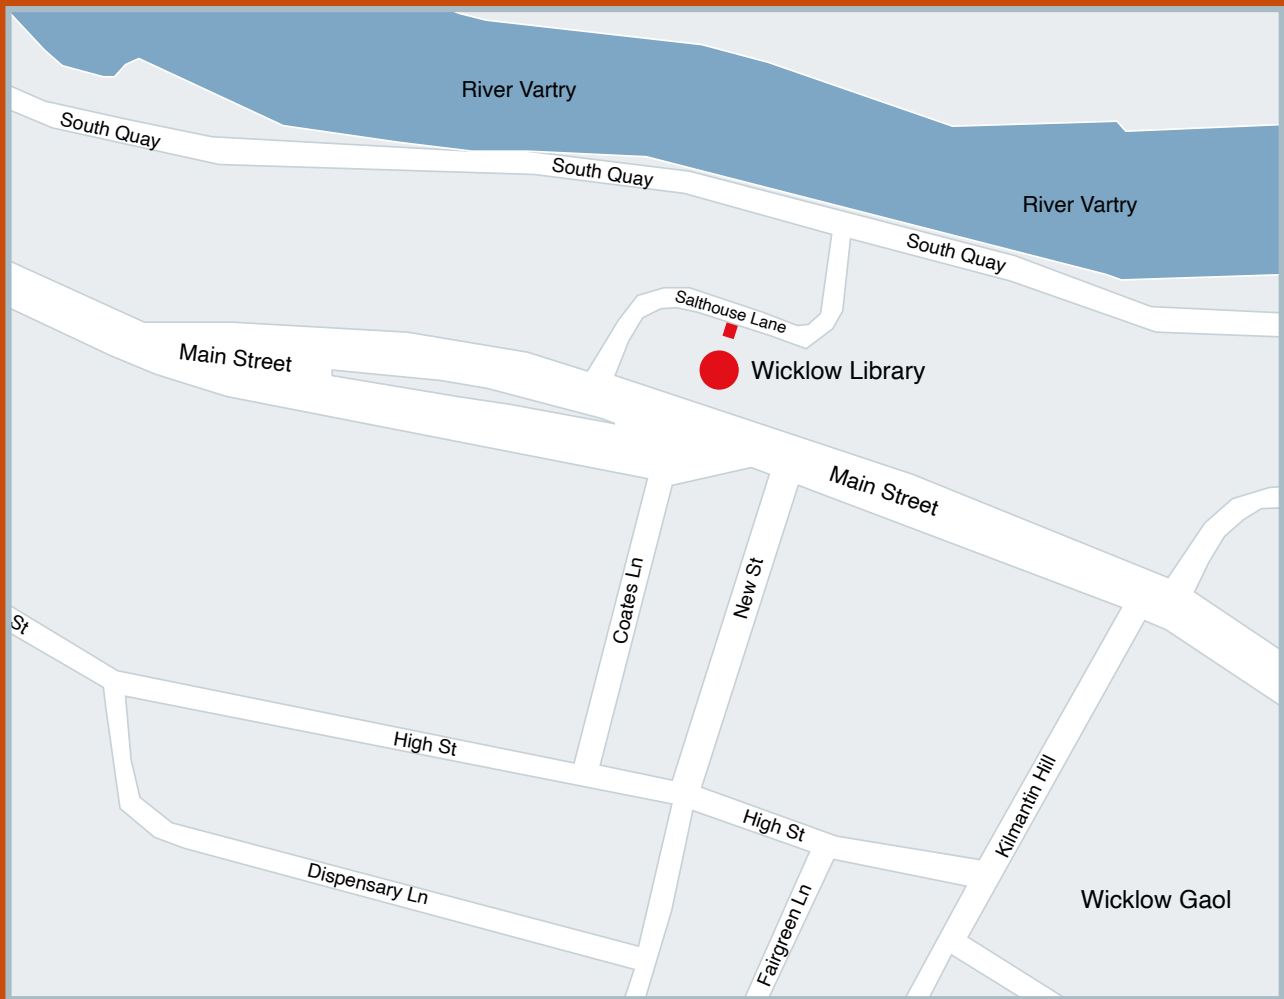 River Vartry
South Quay
South Quay
River Vartry
South Quay
Salthouse Lane
Main Street
Wicklow Library
Main Street
Coates Ln
New St
St
High St
High St
Kilmantin Hill
Dispensary Ln
Fairgreen Ln
Wicklow Gaol